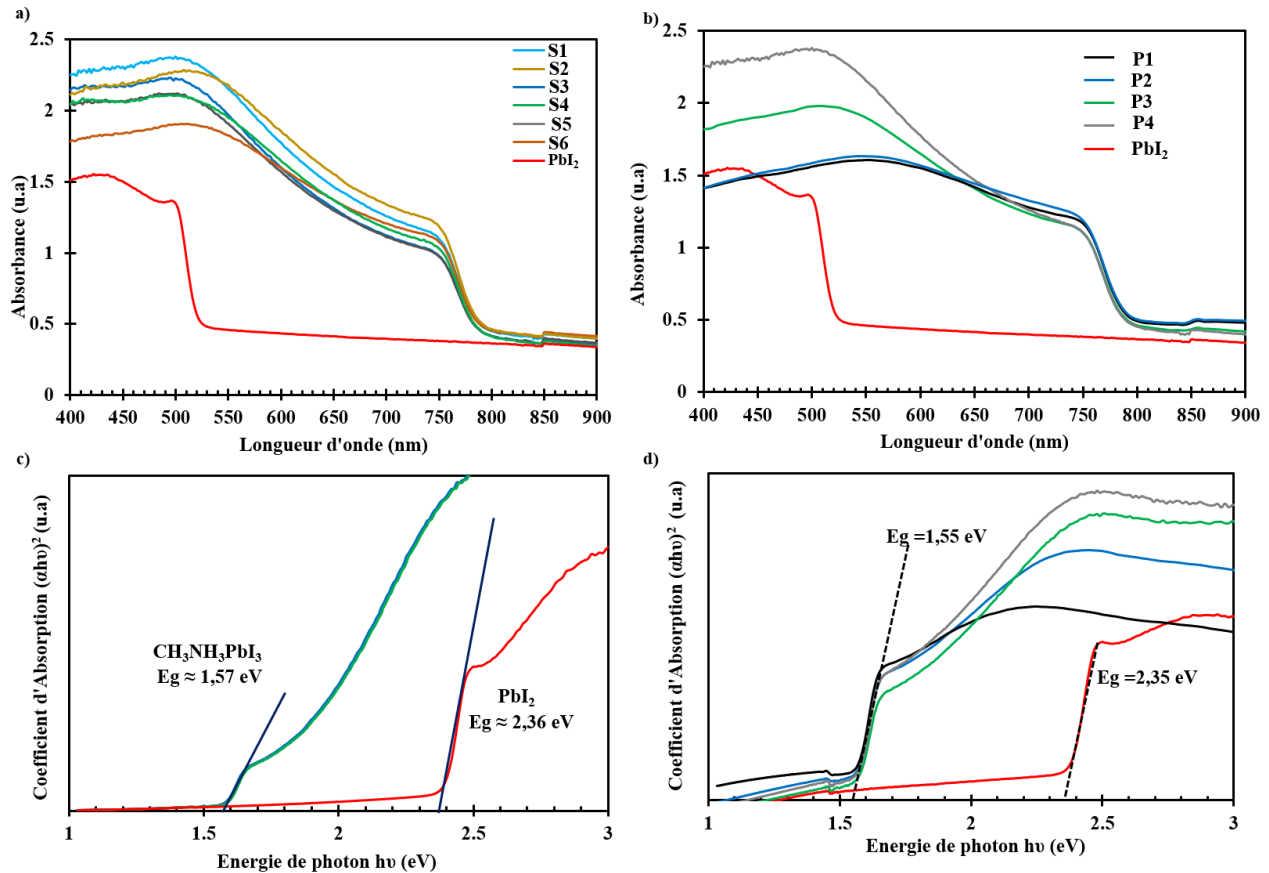 a)
2.5
2
1.5
1
0.5
0
400 450 500 550 600 650 700 750 800 850 900
Absorbance (u.a)
Longueur d'onde (nm)
S1
S2
S3
S4
S5
S6
PbI₂
b)
2.5
2
1.5
1
0.5
0
400 450 500 550 600 650 700 750 800 850 900
Absorbance (u.a)
Longueur d'onde (nm)
P1
P2
P3
P4
PbI₂
c)
Coefficient d'Absorption (αhυ)² (u.a)
CH₃NH₃PbI₃
Eg ≈ 1,57 eV
PbI₂
Eg ≈ 2,36 eV
1 1.5 2 2.5 3
Energie de photon hυ (eV)
d)
Coefficient d'Absorption (αhυ)² (u.a)
Eg =1,55 eV
Eg =2,35 eV
1 1.5 2 2.5 3
Energie de photon hυ (eV)